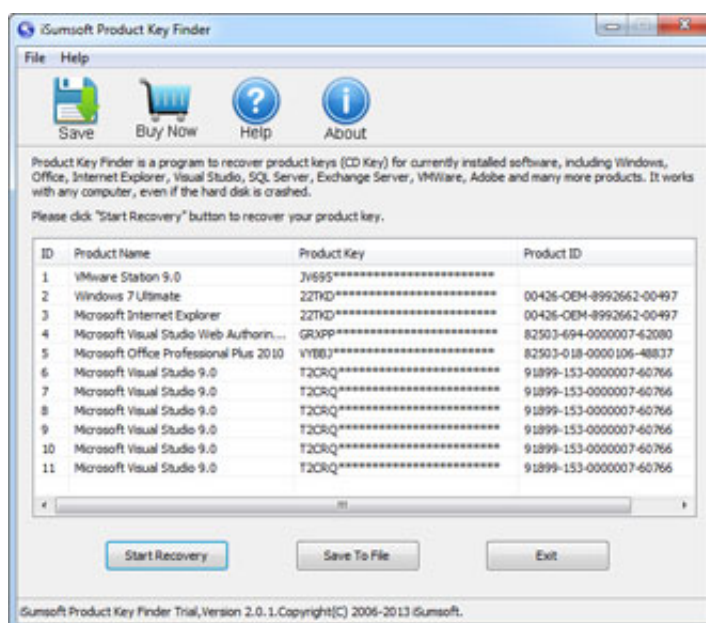 iSumsoft Product Key Finder
File Help
Save Buy Now Help About
Product Key Finder is a program to recover product keys (CD Key) for currently installed software, including Windows,
Office, Internet Explorer, Visual Studio, SQL Server, Exchange Server, VMWare, Adobe and many more products. It works
with any computer, even if the hard disk is crashed.
Please click "Start Recovery" button to recover your product key.
ID Product Name Product Key Product ID
1 VMware Station 9.0 JV695************************
2 Windows 7 Ultimate 22TKD************************ 00426-OEM-8992662-00497
3 Microsoft Internet Explorer 22TKD************************ 00426-OEM-8992662-00497
4 Microsoft Visual Studio Web Authorin... GRXPP************************ 82503-694-0000007-62080
5 Microsoft Office Professional Plus 2010 VYBBJ************************ 82503-018-0000106-48837
6 Microsoft Visual Studio 9.0 T2CRQ************************ 91899-153-0000007-60766
7 Microsoft Visual Studio 9.0 T2CRQ************************ 91899-153-0000007-60766
8 Microsoft Visual Studio 9.0 T2CRQ************************ 91899-153-0000007-60766
9 Microsoft Visual Studio 9.0 T2CRQ************************ 91899-153-0000007-60766
10 Microsoft Visual Studio 9.0 T2CRQ************************ 91899-153-0000007-60766
11 Microsoft Visual Studio 9.0 T2CRQ************************ 91899-153-0000007-60766
Start Recovery Save To File Exit
iSumsoft Product Key Finder Trial,Version 2.0.1.Copyright(C) 2006-2013 iSumsoft.